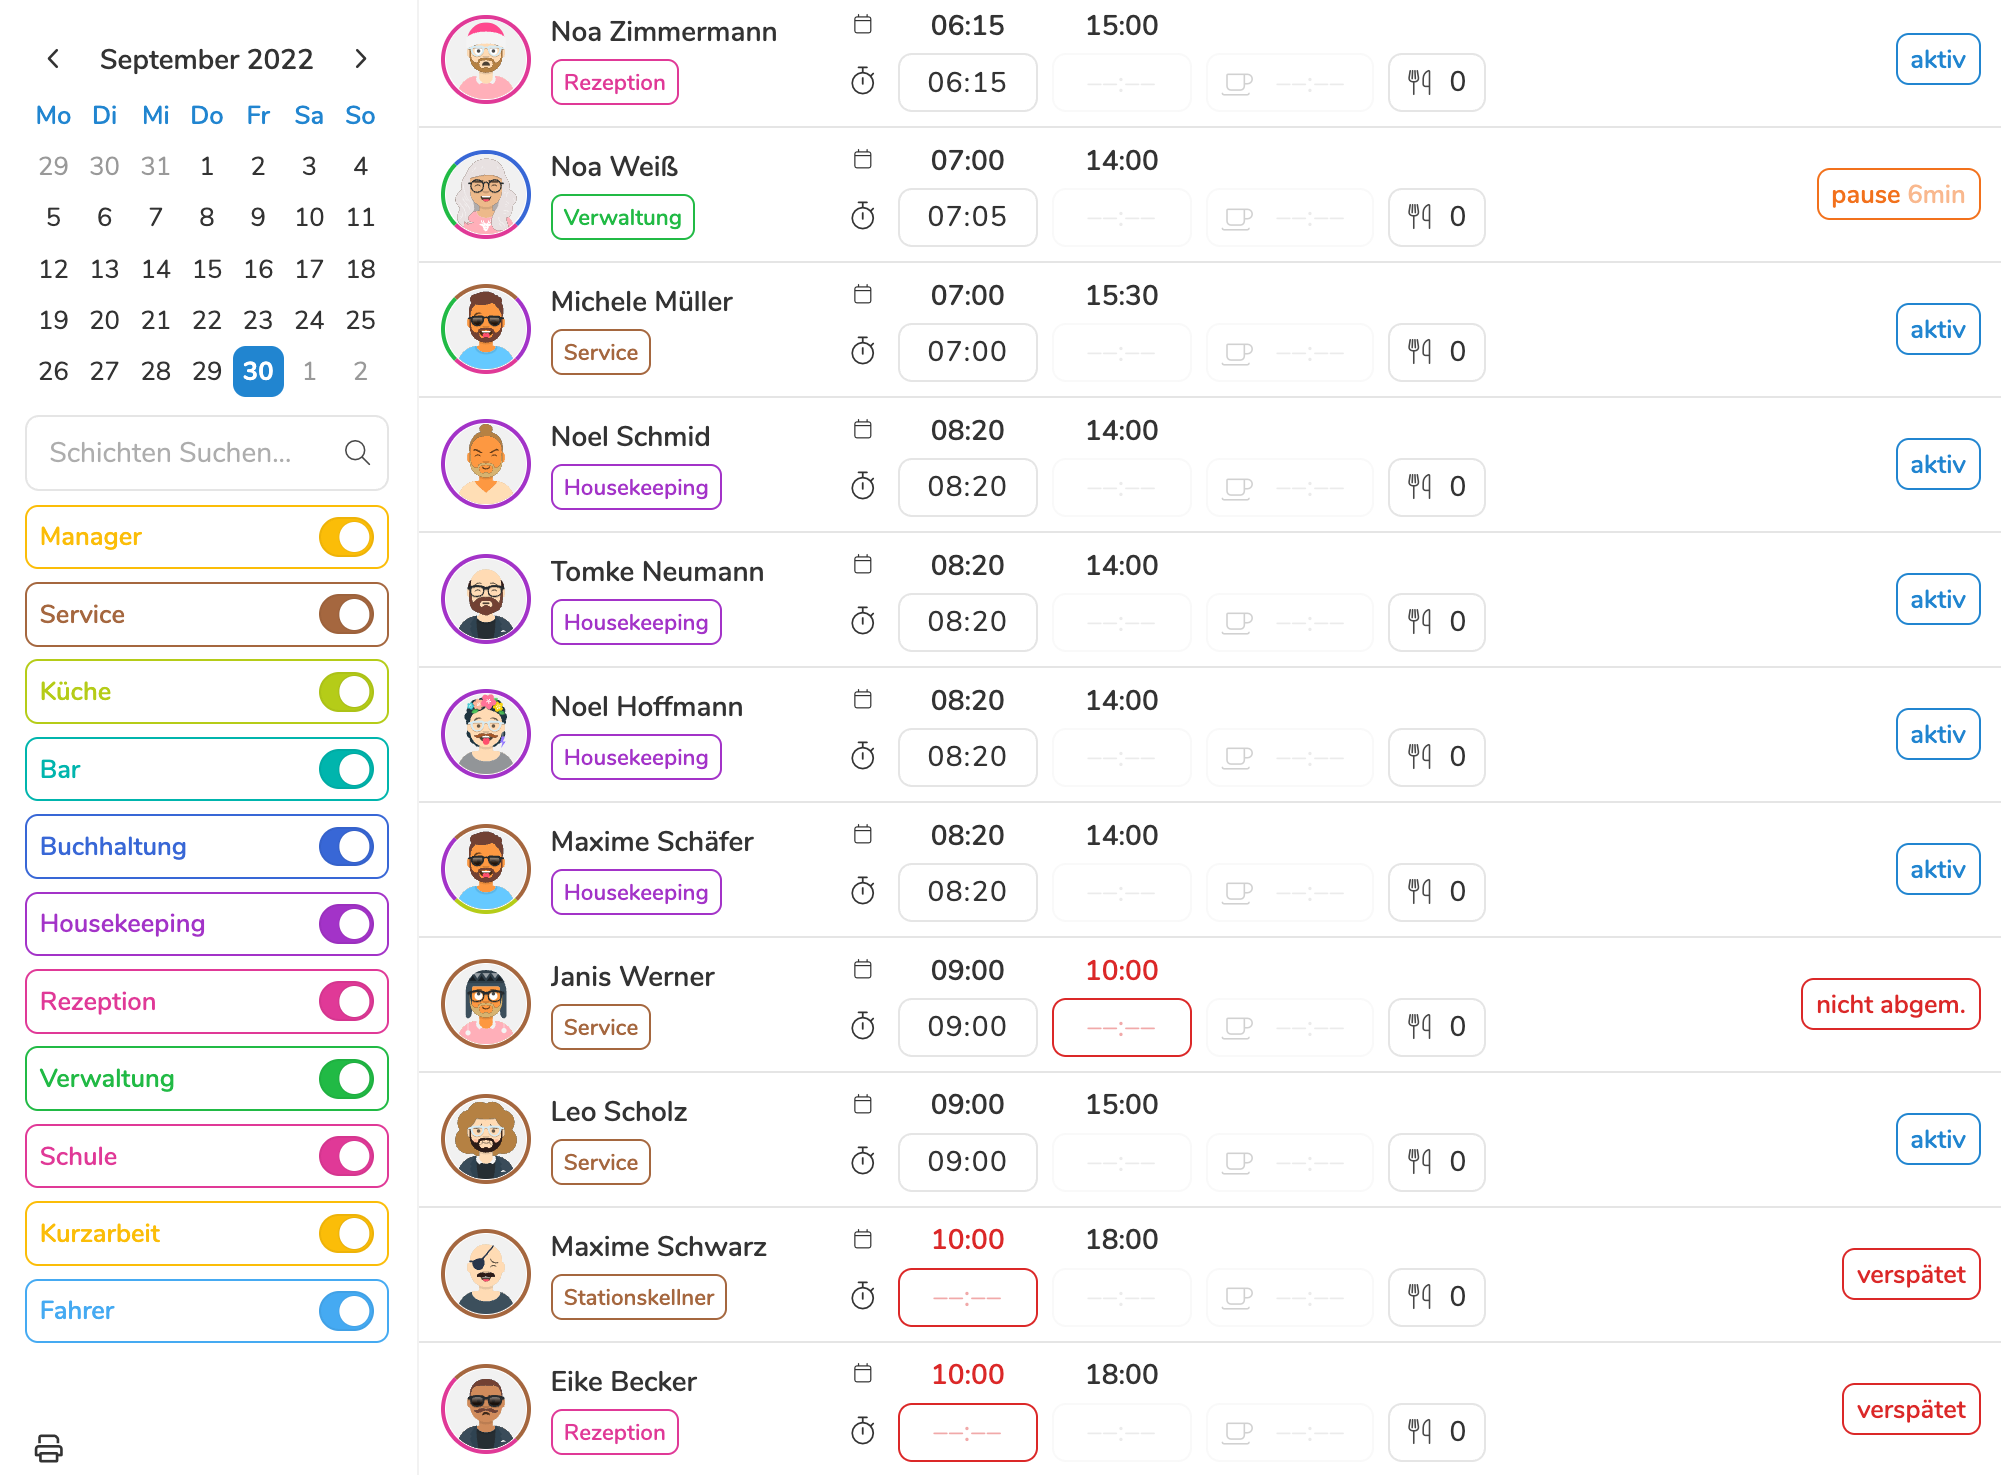 September 2022
Mo Di Mi Do Fr Sa So
29 30 31 1 2 3 4
5 6 7 8 9 10 11
12 13 14 15 16 17 18
19 20 21 22 23 24 25
26 27 28 29 30 1 2
Schichten Suchen...
Manager
Service
Küche
Bar
Buchhaltung
Housekeeping
Rezeption
Verwaltung
Schule
Kurzarbeit
Fahrer
Noa Zimmermann 06:15 15:00
Rezeption 06:15 --:-- --:-- 0
aktiv
Noa Weiß 07:00 14:00
Verwaltung 07:05 --:-- --:-- 0
pause 6min
Michele Müller 07:00 15:30
Service 07:00 --:-- --:-- 0
aktiv
Noel Schmid 08:20 14:00
Housekeeping 08:20 --:-- --:-- 0
aktiv
Tomke Neumann 08:20 14:00
Housekeeping 08:20 --:-- --:-- 0
aktiv
Noel Hoffmann 08:20 14:00
Housekeeping 08:20 --:-- --:-- 0
aktiv
Maxime Schäfer 08:20 14:00
Housekeeping 08:20 --:-- --:-- 0
aktiv
Janis Werner 09:00 10:00
Service 09:00 --:-- --:-- 0
nicht abgem.
Leo Scholz 09:00 15:00
Service 09:00 --:-- --:-- 0
aktiv
Maxime Schwarz 10:00 18:00
Stationskellner --:-- --:-- --:-- 0
verspätet
Eike Becker 10:00 18:00
Rezeption --:-- --:-- --:-- 0
verspätet